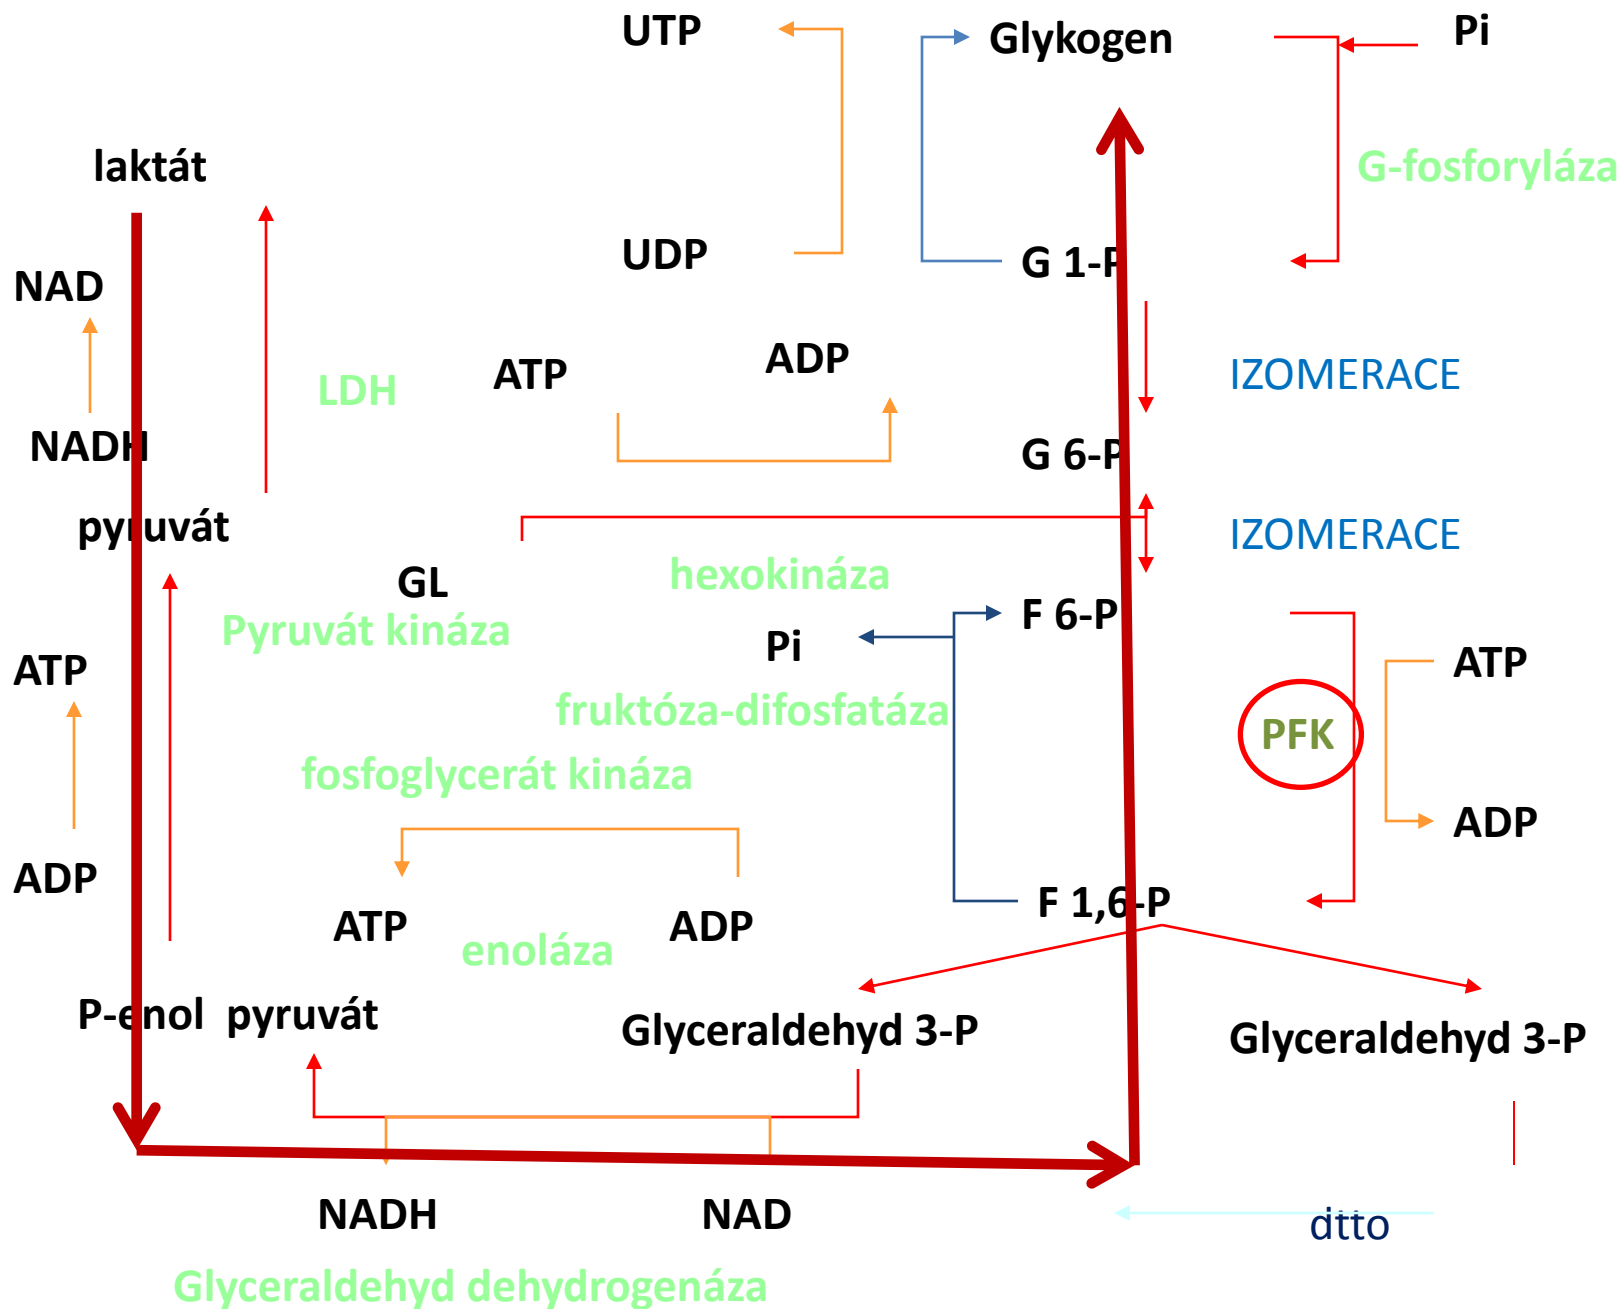 UTP
Glykogen
Pi
laktát
G-fosforyláza
UDP
G 1-P
NAD
ATP
ADP
IZOMERACE
LDH
NADH
G 6-P
pyruvát
IZOMERACE
GL
hexokináza
Pyruvát kináza
Pi
F 6-P
ATP
ATP
fruktóza-difosfatáza
PFK
fosfoglycerát kináza
ADP
ADP
ATP
enoláza
ADP
F 1,6-P
P-enol pyruvát
Glyceraldehyd 3-P
Glyceraldehyd 3-P
NADH
NAD
dtto
Glyceraldehyd dehydrogenáza